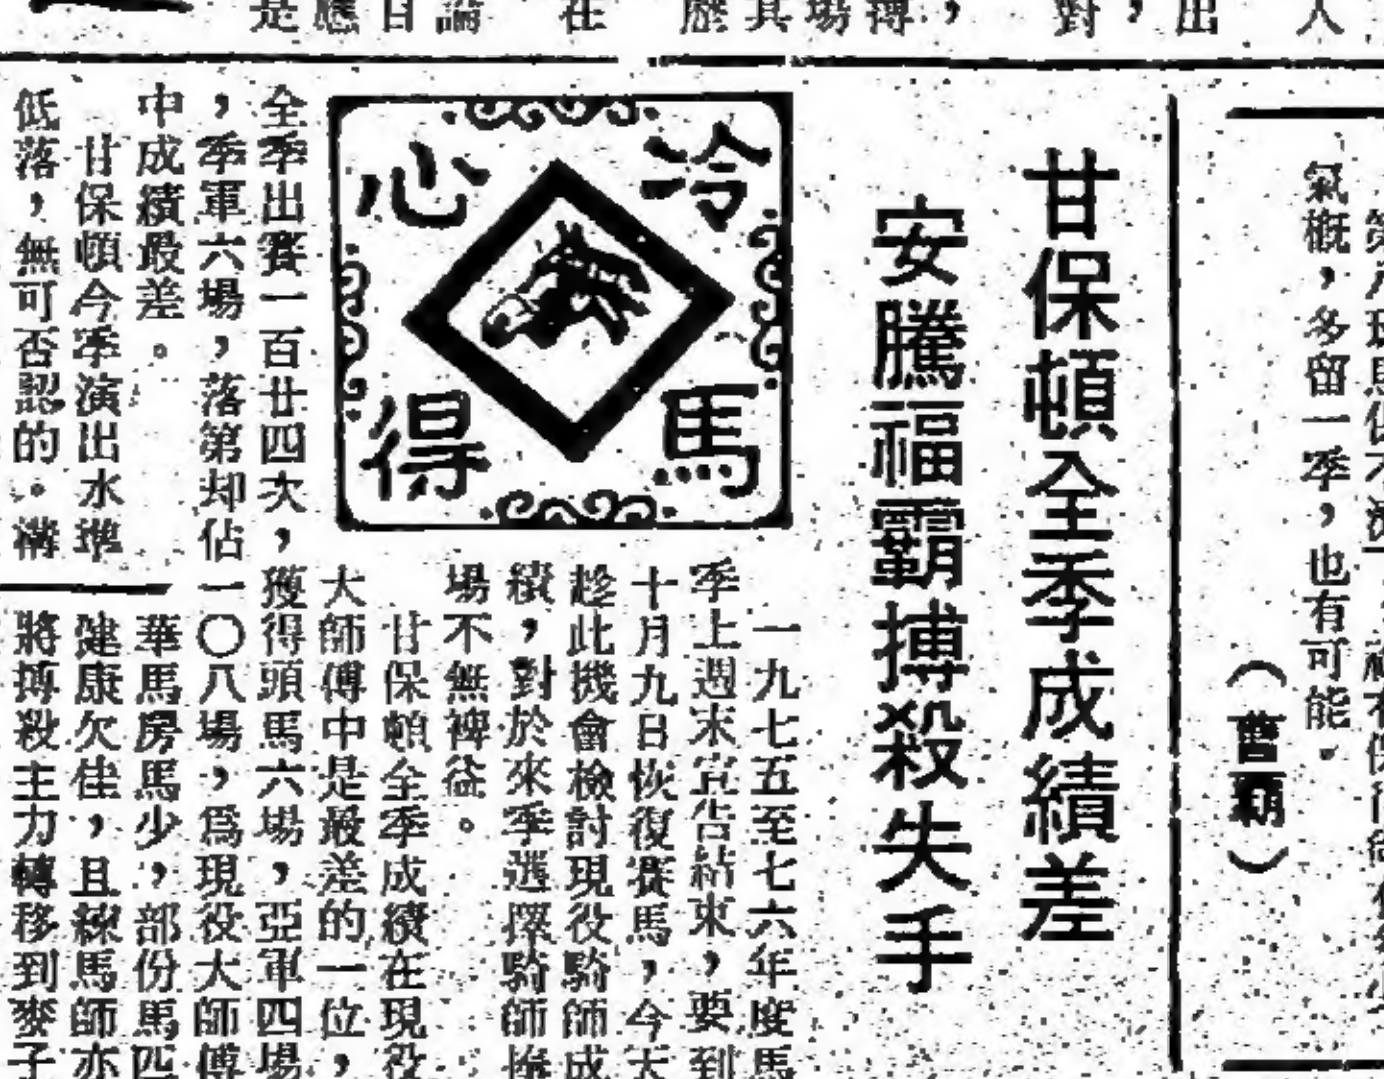 氣概，多留一季，也有可能。
（曹霸）
甘保頓全季成績差
安騰福霸搏殺失手
冷馬心得
一九七五至七六年度馬
季上週末宣告結束，要到
十月九日恢復賽馬，今天
趁此機會檢討現役騎師成
績，對於來季選擇騎師
場不無裨益。
甘保頓全季成績在現役
大師傅中是最差的一位，
全季出賽一百廿四次，獲得頭馬六場，亞軍四場
，季軍六場，落第却佔一〇八場，爲現役大師傅
中成績最差。
甘保頓今季演出水準
低落，無可否認的。
華馬房馬少，部份馬匹
健康欠佳，且練馬師亦
將搏殺主力轉移到麥子